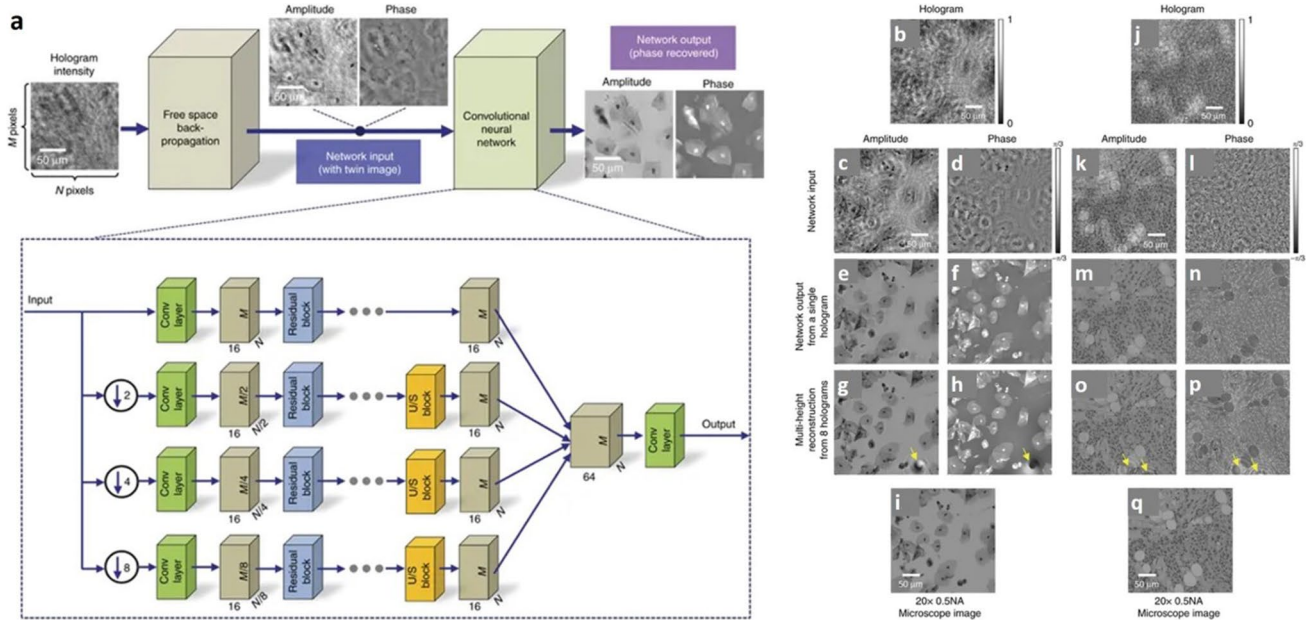 a
Hologram
intensity
M pixels
50 μm
N pixels
Free space
back-
propagation
Amplitude
Phase
50 μm
Network input
(with twin image)
Convolutional
neural
network
Network output
(phase recovered)
Amplitude
Phase
50 μm
Input
Conv
layer
M
16
N
Residual
block
M
16
N
2
Conv
layer
M/2
16
N/2
Residual
block
U/S
block
M
16
N
4
Conv
layer
M/4
16
N/4
Residual
block
U/S
block
M
16
N
8
Conv
layer
M/8
16
N/8
Residual
block
U/S
block
M
16
N
M
64
N
Conv
layer
Output
Hologram
b
50 μm
1
0
Hologram
j
50 μm
1
0
Amplitude
Phase
Amplitude
Phase
Network input
c
50 μm
d
50 μm
π/3
−π/3
k
50 μm
l
π/3
−π/3
Network output
from a single
hologram
e
f
m
n
Multi-height
reconstruction
from 8 holograms
g
h
o
p
i
50 μm
20× 0.5NA
Microscope image
q
50 μm
20× 0.5NA
Microscope image